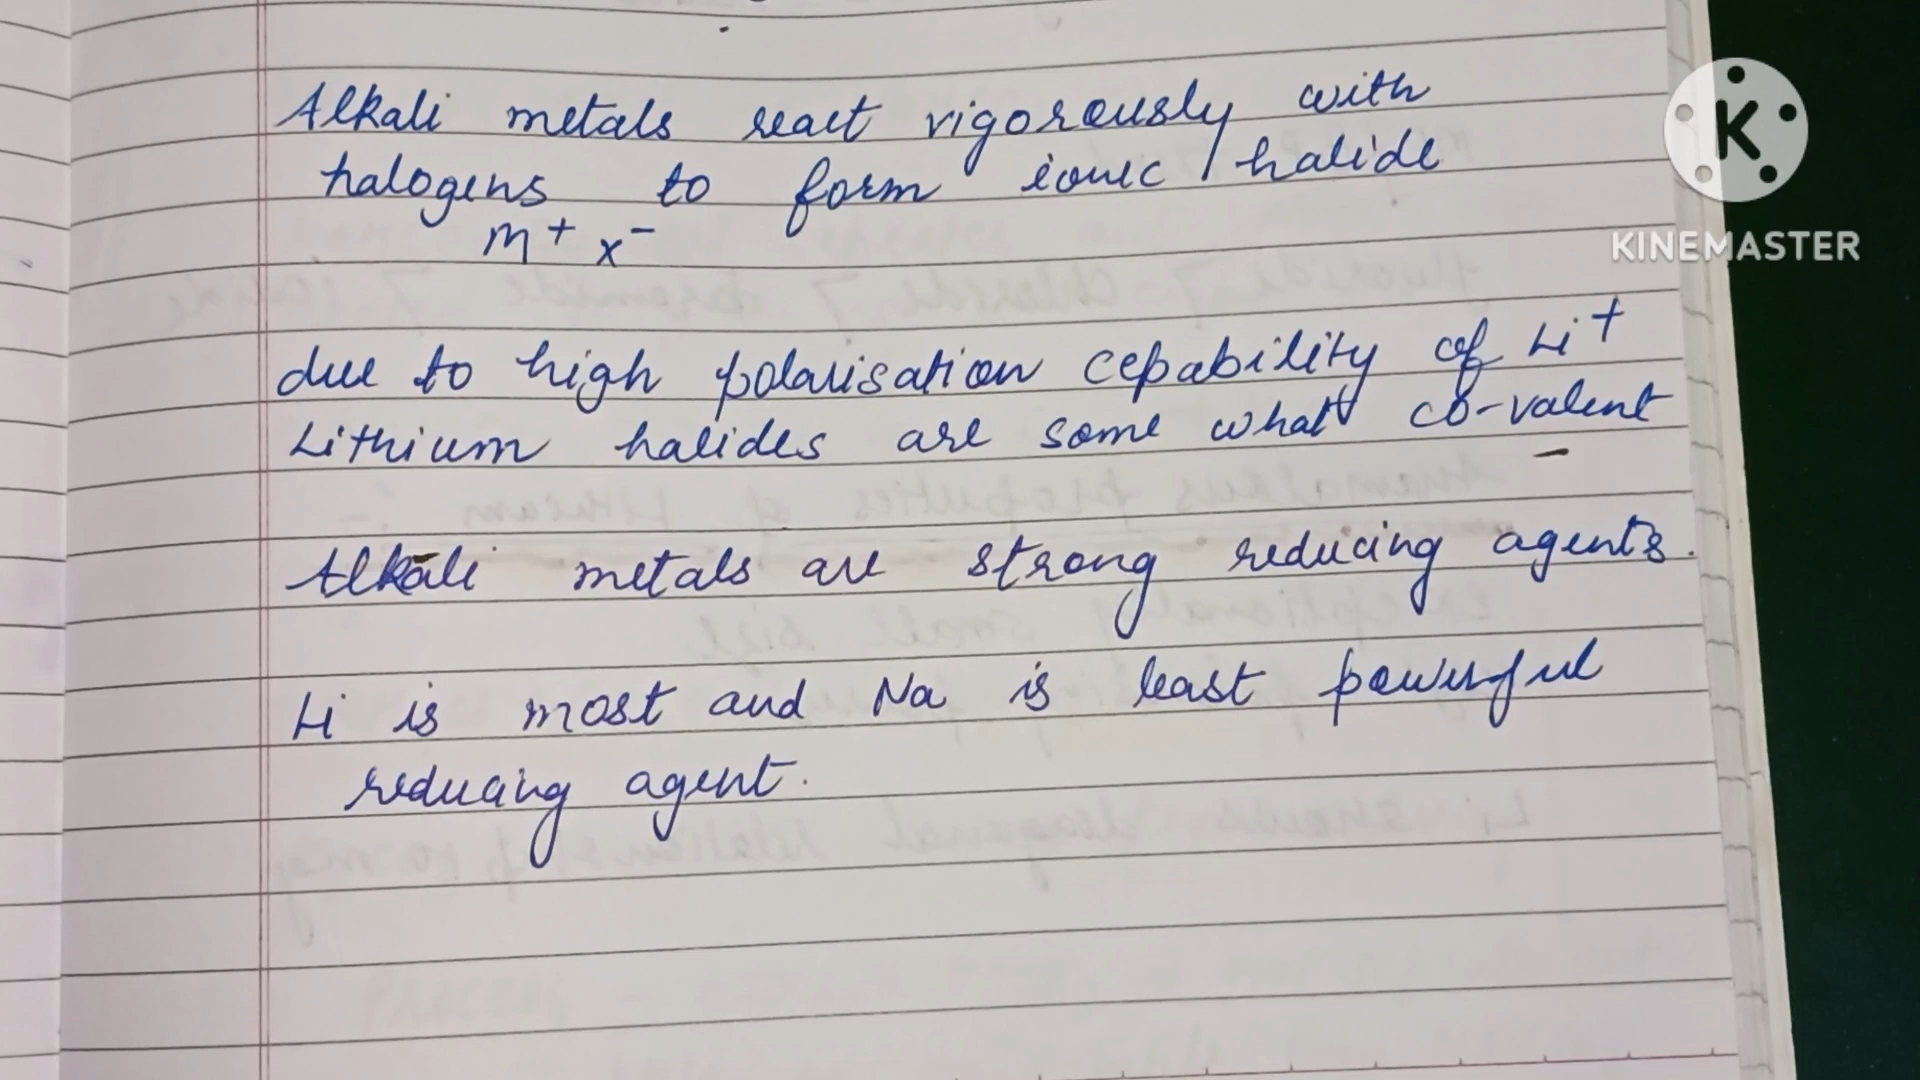 Alkali metals react vigorously with
halogens to form ionic halide
M+ X-
due to high polarisation cepability of Li+
Lithium halides are some what co-valent
Alkali metals are strong reducing agents.
Li is most and Na is least powerful
reducing agent.
K
KINEMASTER